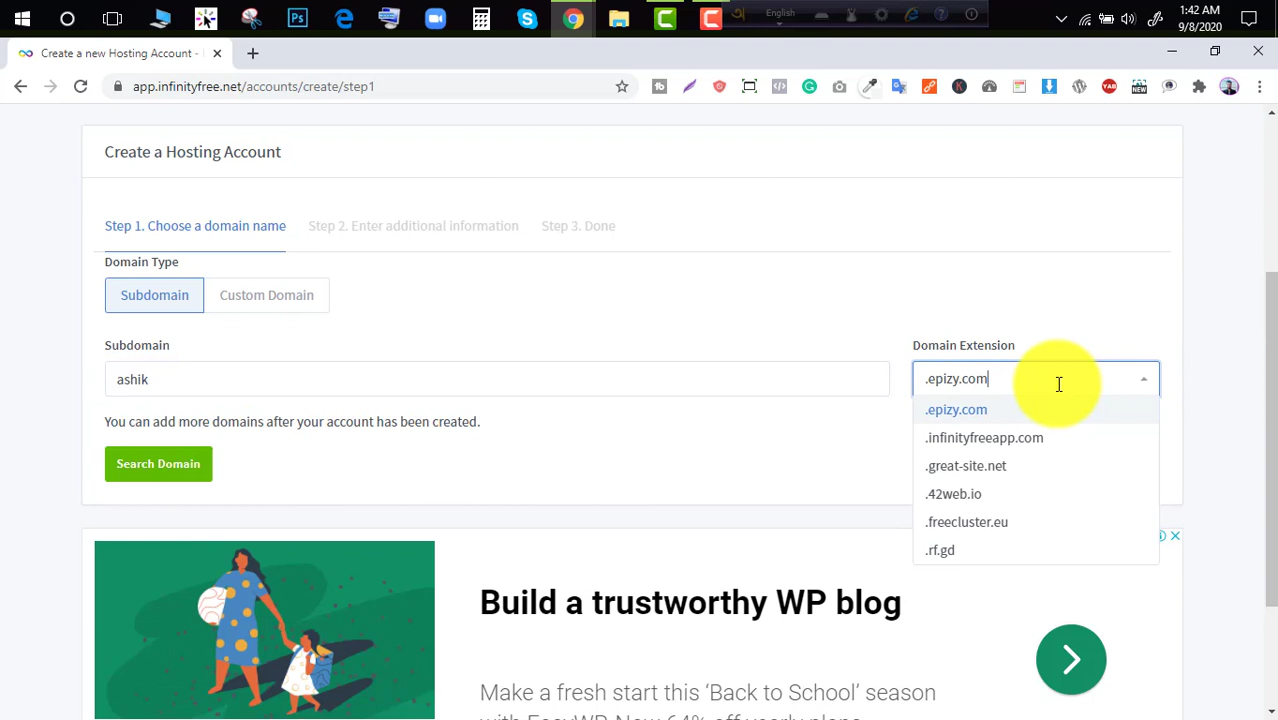 English
1:42 AM
9/8/2020
Create a new Hosting Account -
app.infinityfree.net/accounts/create/step1
Create a Hosting Account
Step 1. Choose a domain name
Step 2. Enter additional information
Step 3. Done
Domain Type
Subdomain
Custom Domain
Subdomain
Domain Extension
ashik
.epizy.com
.epizy.com
.infinityfreeapp.com
.great-site.net
.42web.io
.freecluster.eu
.rf.gd
You can add more domains after your account has been created.
Search Domain
Build a trustworthy WP blog
Make a fresh start this ‘Back to School’ season
with EasyWP. Now 64% off yearly plans